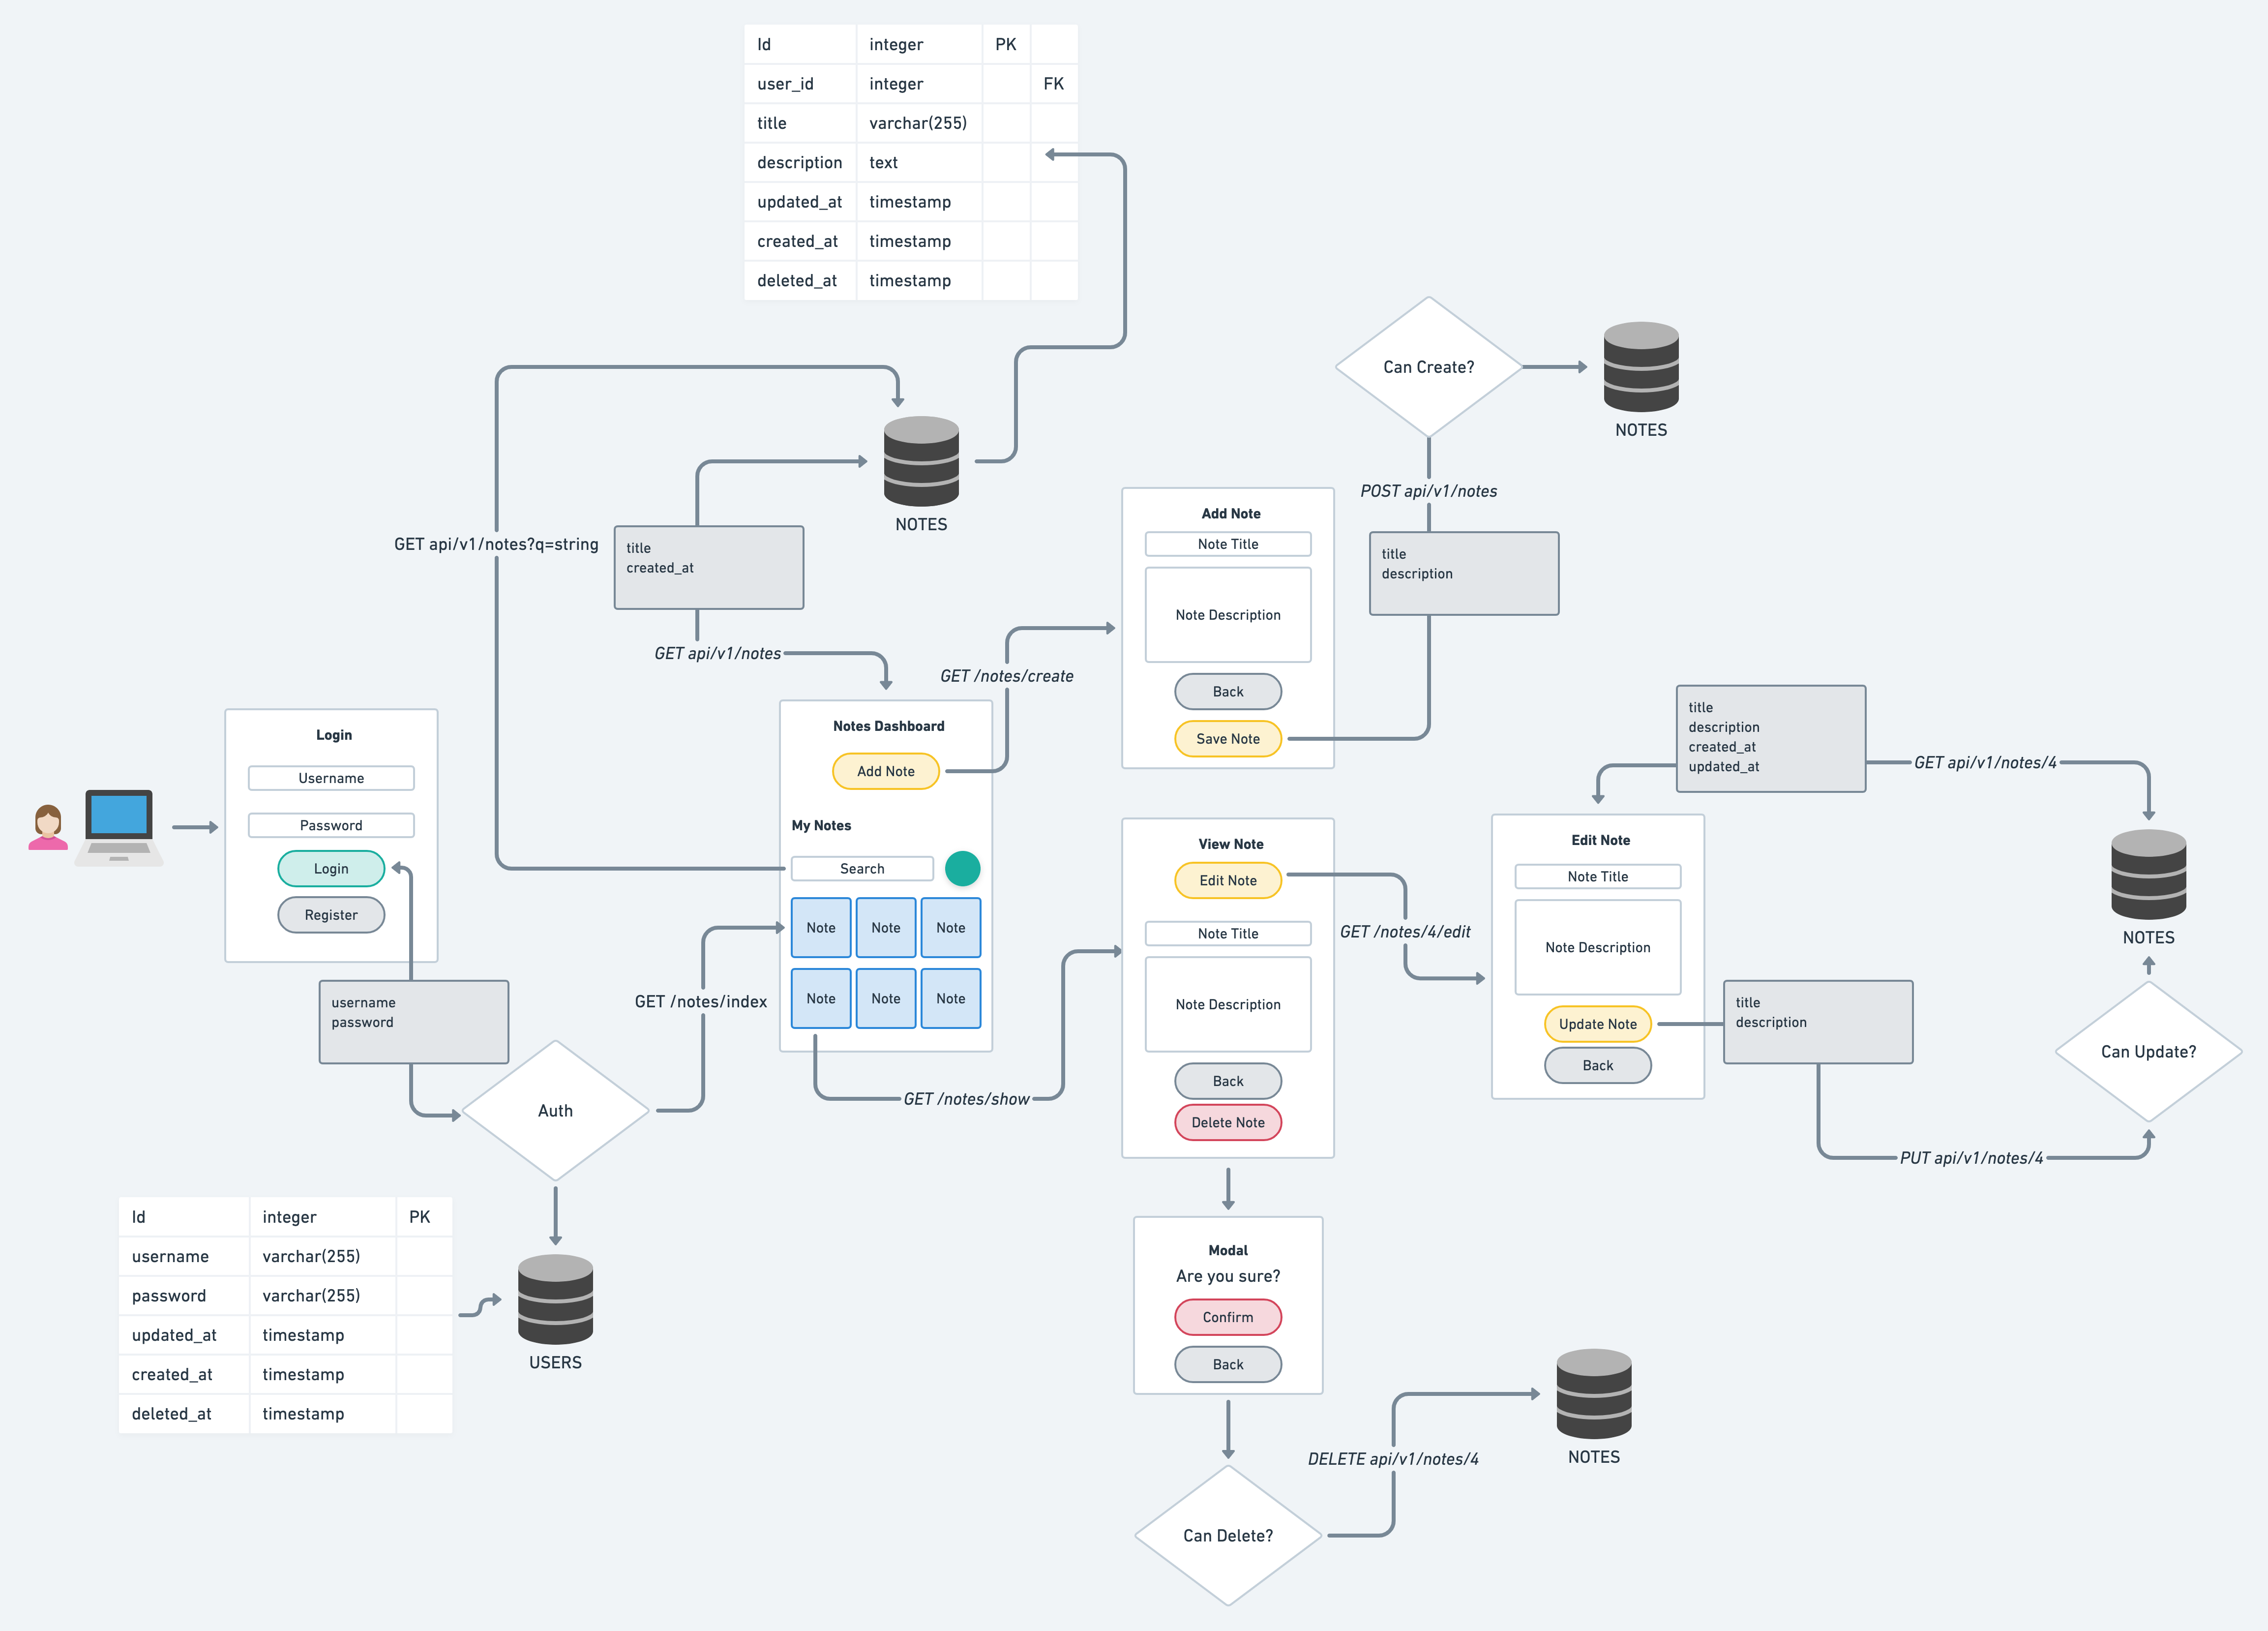 Id integer PK
user_id integer FK
title varchar(255)
description text
updated_at timestamp
created_at timestamp
deleted_at timestamp
Can Create?
NOTES
NOTES
POST api/v1/notes
GET api/v1/notes?q=string
title
created_at
GET api/v1/notes
Add Note
Note Title
Note Description
Back
Save Note
title
description
GET /notes/create
Login
Username
Password
Login
Register
username
password
Auth
GET /notes/index
Notes Dashboard
Add Note
My Notes
Search
Note Note Note
Note Note Note
GET /notes/show
View Note
Edit Note
Note Title
Note Description
Back
Delete Note
GET /notes/4/edit
title
description
created_at
updated_at
GET api/v1/notes/4
NOTES
Edit Note
Note Title
Note Description
Update Note
Back
title
description
Can Update?
PUT api/v1/notes/4
Id integer PK
username varchar(255)
password varchar(255)
updated_at timestamp
created_at timestamp
deleted_at timestamp
USERS
Modal
Are you sure?
Confirm
Back
DELETE api/v1/notes/4
NOTES
Can Delete?